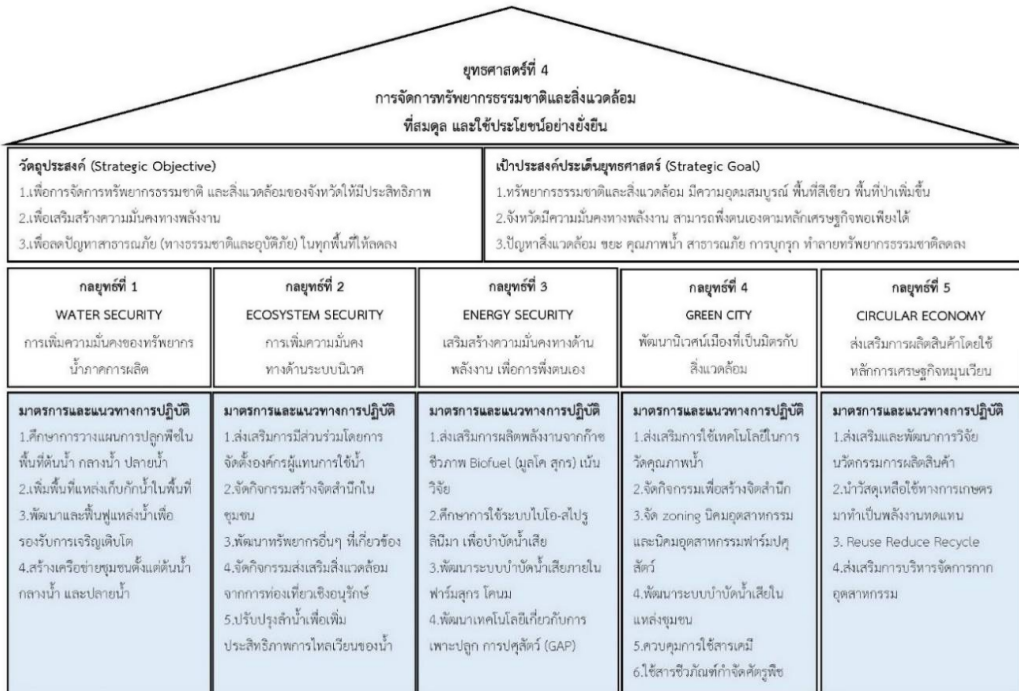 ยุทธศาสตร์ที่ 4
การจัดการทรัพยากรธรรมชาติและสิ่งแวดล้อม
ที่สมดุล และใช้ประโยชน์อย่างยั่งยืน
วัตถุประสงค์ (Strategic Objective)
1.เพื่อการจัดการทรัพยากรธรรมชาติ และสิ่งแวดล้อมของจังหวัดให้มีประสิทธิภาพ
2.เพื่อเสริมสร้างความมั่นคงทางพลังงาน
3.เพื่อลดปัญหาสาธารณภัย (ทางธรรมชาติและอุบัติภัย) ในทุกพื้นที่ให้ลดลง
เป้าประสงค์ประเด็นยุทธศาสตร์ (Strategic Goal)
1.ทรัพยากรธรรมชาติและสิ่งแวดล้อม มีความอุดมสมบูรณ์ พื้นที่สีเขียว พื้นที่ป่าเพิ่มขึ้น
2.จังหวัดมีความมั่นคงทางพลังงาน สามารถพึ่งตนเองตามหลักเศรษฐกิจพอเพียงได้
3.ปัญหาสิ่งแวดล้อม ขยะ คุณภาพน้ำ สาธารณภัย การบุกรุก ทำลายทรัพยากรธรรมชาติลดลง
กลยุทธ์ที่ 1
WATER SECURITY
การเพิ่มความมั่นคงของทรัพยากร
น้ำภาคการผลิต
กลยุทธ์ที่ 2
ECOSYSTEM SECURITY
การเพิ่มความมั่นคง
ทางด้านระบบนิเวศ
กลยุทธ์ที่ 3
ENERGY SECURITY
เสริมสร้างความมั่นคงทางด้าน
พลังงาน เพื่อการพึ่งตนเอง
กลยุทธ์ที่ 4
GREEN CITY
พัฒนานิเวศน์เมืองที่เป็นมิตรกับ
สิ่งแวดล้อม
กลยุทธ์ที่ 5
CIRCULAR ECONOMY
ส่งเสริมการผลิตสินค้าโดยใช้
หลักการเศรษฐกิจหมุนเวียน
มาตรการและแนวทางการปฏิบัติ
1.ศึกษาการวางแผนการปลูกพืชใน
พื้นที่ต้นน้ำ กลางน้ำ ปลายน้ำ
2.เพิ่มพื้นที่แหล่งเก็บกักน้ำในพื้นที่
3.พัฒนาและฟื้นฟูแหล่งน้ำเพื่อ
รองรับการเจริญเติบโต
4.สร้างเครือข่ายชุมชนตั้งแต่ต้นน้ำ
กลางน้ำ และปลายน้ำ
มาตรการและแนวทางการปฏิบัติ
1.ส่งเสริมการมีส่วนร่วมโดยการ
จัดตั้งองค์กรผู้แทนการใช้น้ำ
2.จัดกิจกรรมสร้างจิตสำนึกใน
ชุมชน
3.พัฒนาทรัพยากรอื่นๆ ที่เกี่ยวข้อง
4.จัดกิจกรรมส่งเสริมสิ่งแวดล้อม
จากการท่องเที่ยวเชิงอนุรักษ์
5.ปรับปรุงลำน้ำเพื่อเพิ่ม
ประสิทธิภาพการไหลเวียนของน้ำ
มาตรการและแนวทางการปฏิบัติ
1.ส่งเสริมการผลิตพลังงานจากก๊าซ
ชีวภาพ Biofuel (มูลโค สุกร) เน้น
วิจัย
2.ศึกษาการใช้ระบบไบโอ-สไปรู
ลินีมา เพื่อบำบัดน้ำเสีย
3.พัฒนาระบบบำบัดน้ำเสียภายใน
ฟาร์มสุกร โคนม
4.พัฒนาเทคโนโลยีเกี่ยวกับการ
เพาะปลูก การปศุสัตว์ (GAP)
มาตรการและแนวทางการปฏิบัติ
1.ส่งเสริมการใช้เทคโนโลยีในการ
วัดคุณภาพน้ำ
2.จัดกิจกรรมเพื่อสร้างจิตสำนึก
3.จัด zoning นิคมอุตสาหกรรม
และนิคมอุตสาหกรรมฟาร์มปศุ
สัตว์
4.พัฒนาระบบบำบัดน้ำเสียใน
แหล่งชุมชน
5.ควบคุมการใช้สารเคมี
6.ใช้สารชีวภัณฑ์กำจัดศัตรูพืช
มาตรการและแนวทางการปฏิบัติ
1.ส่งเสริมและพัฒนาการวิจัย
นวัตกรรมการผลิตสินค้า
2.นำวัสดุเหลือใช้ทางการเกษตร
มาทำเป็นพลังงานทดแทน
3. Reuse Reduce Recycle
4.ส่งเสริมการบริหารจัดการกาก
อุตสาหกรรม